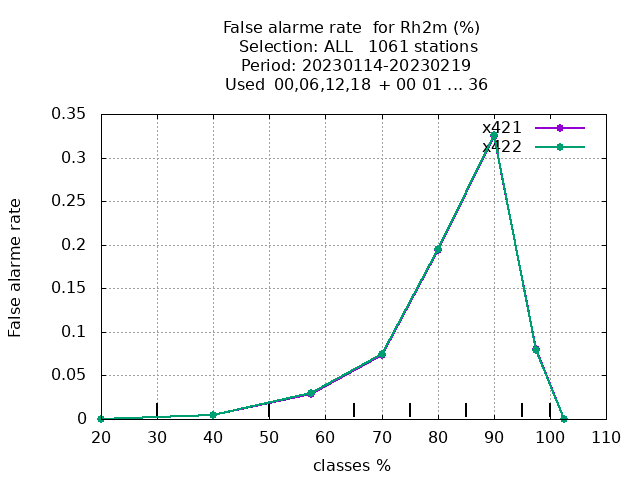 False alarme rate for Rh2m (%)
Selection: ALL 1061 stations
Period: 20230114-20230219
Used 00,06,12,18 + 00 01 ... 36
0.35
0.3
0.25
0.2
0.15
0.1
0.05
0
False alarme rate
x421
x422
20 30 40 50 60 70 80 90 100 110
classes %